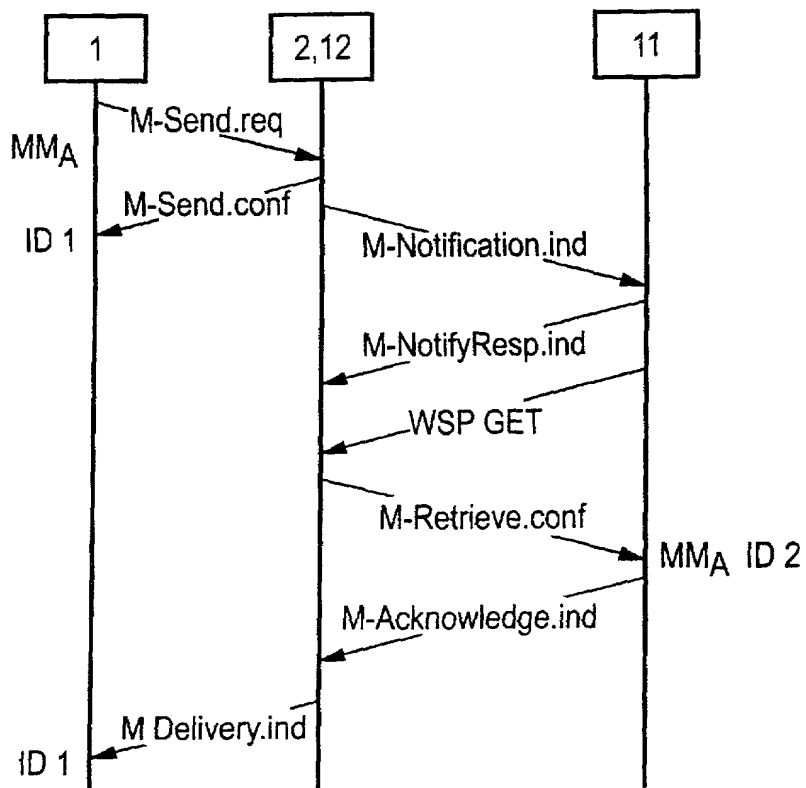 1
2,12
11
M-Send.req
MMA
M-Send.conf
ID 1
M-Notification.ind
M-NotifyResp.ind
WSP GET
M-Retrieve.conf
MMA ID 2
M-Acknowledge.ind
M Delivery.ind
ID 1